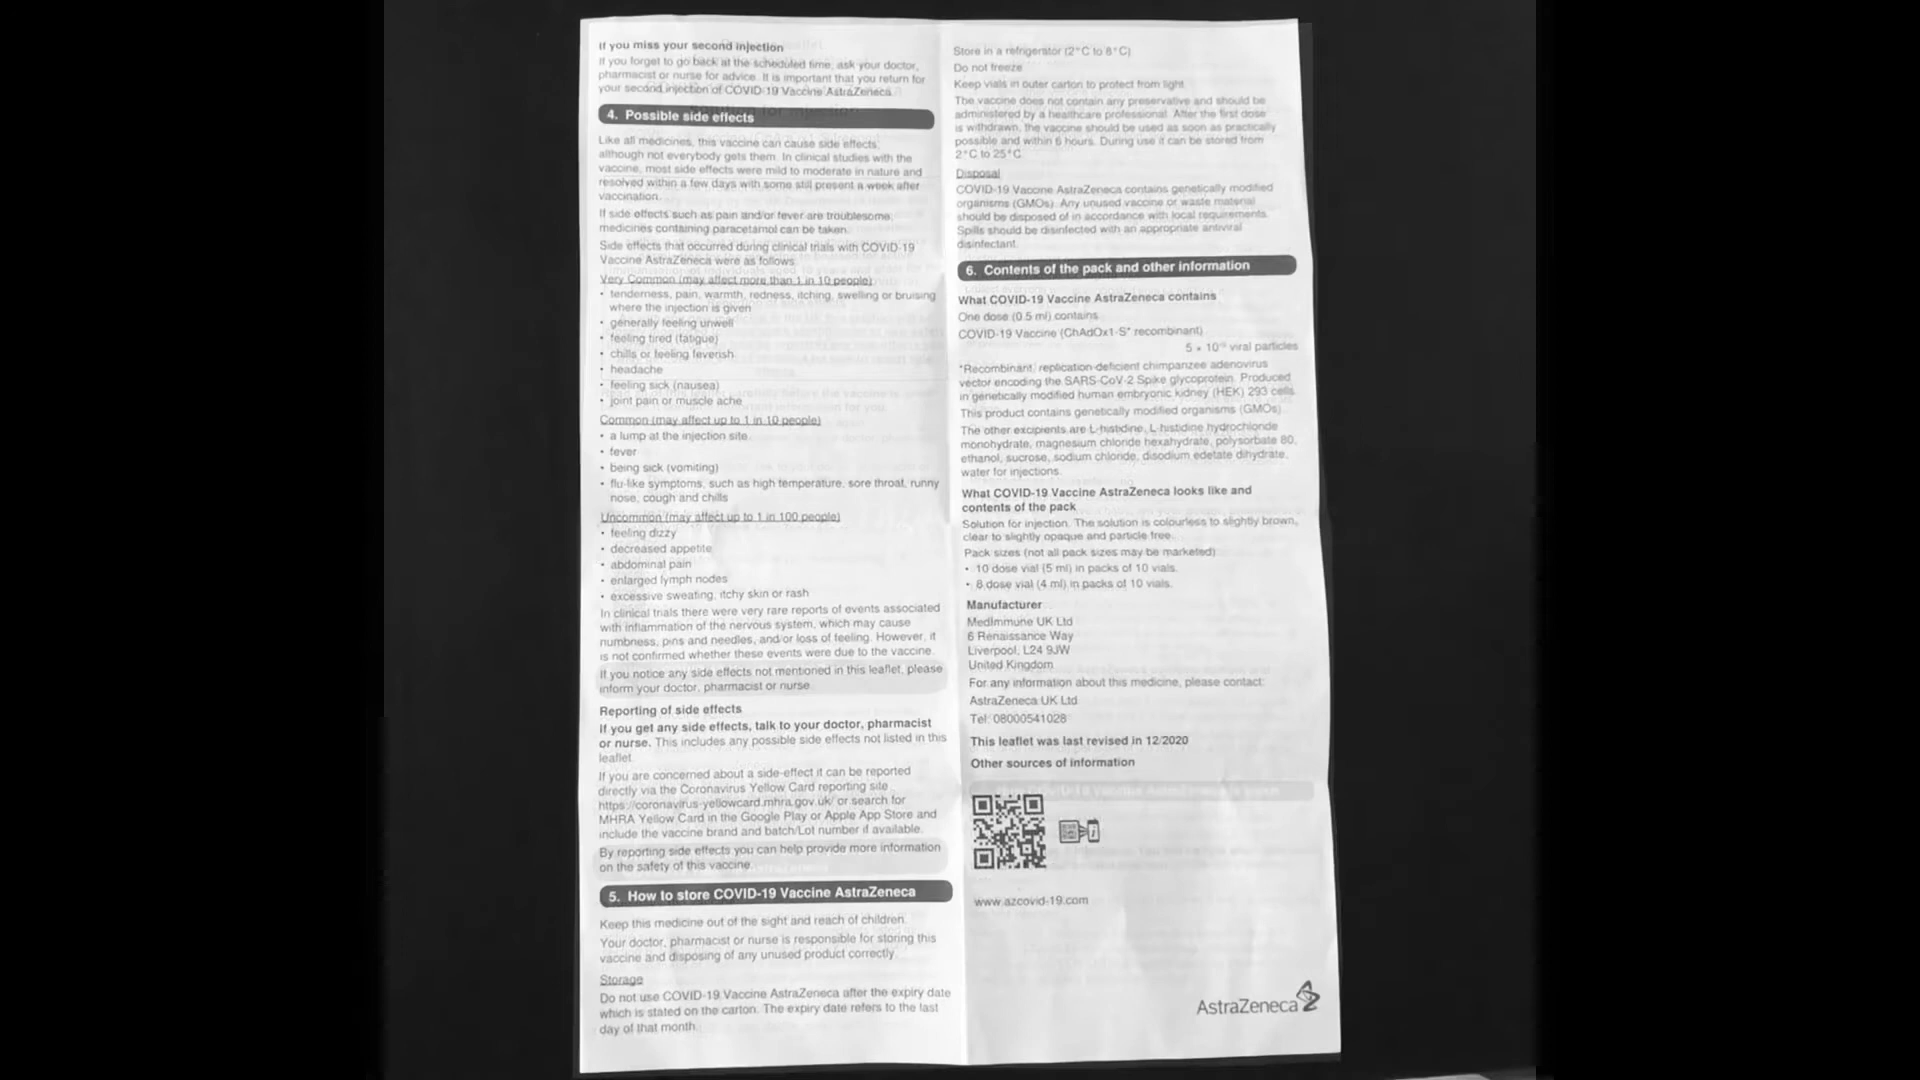 If you miss your second injection
If you forget to go back at the scheduled time, ask your doctor,
pharmacist or nurse for advice. It is important that you return for
your second injection of COVID-19 Vaccine AstraZeneca.
4. Possible side effects
Like all medicines, this vaccine can cause side effects,
although not everybody gets them. In clinical studies with the
vaccine, most side effects were mild to moderate in nature and
resolved within a few days with some still present a week after
vaccination.
If side effects such as pain and/or fever are troublesome,
medicines containing paracetamol can be taken.
Side effects that occurred during clinical trials with COVID-19
Vaccine AstraZeneca were as follows:
Very Common (may affect more than 1 in 10 people)
• tenderness, pain, warmth, redness, itching, swelling or bruising
where the injection is given
• generally feeling unwell
• feeling tired (fatigue)
• chills or feeling feverish
• headache
• feeling sick (nausea)
• joint pain or muscle ache
Common (may affect up to 1 in 10 people)
• a lump at the injection site
• fever
• being sick (vomiting)
• flu-like symptoms, such as high temperature, sore throat, runny
nose, cough and chills
Uncommon (may affect up to 1 in 100 people)
• feeling dizzy
• decreased appetite
• abdominal pain
• enlarged lymph nodes
• excessive sweating, itchy skin or rash
In clinical trials there were very rare reports of events associated
with inflammation of the nervous system, which may cause
numbness, pins and needles, and/or loss of feeling. However, it
is not confirmed whether these events were due to the vaccine.
If you notice any side effects not mentioned in this leaflet, please
inform your doctor, pharmacist or nurse.
Reporting of side effects
If you get any side effects, talk to your doctor, pharmacist
or nurse. This includes any possible side effects not listed in this
leaflet.
If you are concerned about a side-effect it can be reported
directly via the Coronavirus Yellow Card reporting site
https://coronavirus-yellowcard.mhra.gov.uk/ or search for
MHRA Yellow Card in the Google Play or Apple App Store and
include the vaccine brand and batch/Lot number if available.
By reporting side effects you can help provide more information
on the safety of this vaccine.
5. How to store COVID-19 Vaccine AstraZeneca
Keep this medicine out of the sight and reach of children.
Your doctor, pharmacist or nurse is responsible for storing this
vaccine and disposing of any unused product correctly.
Storage
Do not use COVID-19 Vaccine AstraZeneca after the expiry date
which is stated on the carton. The expiry date refers to the last
day of that month.
Store in a refrigerator (2°C to 8°C)
Do not freeze
Keep vials in outer carton to protect from light.
The vaccine does not contain any preservative and should be
administered by a healthcare professional. After the first dose
is withdrawn, the vaccine should be used as soon as practically
possible and within 6 hours. During use it can be stored from
2°C to 25°C.
Disposal
COVID-19 Vaccine AstraZeneca contains genetically modified
organisms (GMOs). Any unused vaccine or waste material
should be disposed of in accordance with local requirements.
Spills should be disinfected with an appropriate antiviral
disinfectant.
6. Contents of the pack and other information
What COVID-19 Vaccine AstraZeneca contains
One dose (0.5 ml) contains
COVID-19 Vaccine (ChAdOx1-S* recombinant)
5 × 10¹⁰ viral particles
*Recombinant, replication-deficient chimpanzee adenovirus
vector encoding the SARS-CoV-2 Spike glycoprotein. Produced
in genetically modified human embryonic kidney (HEK) 293 cells.
This product contains genetically modified organisms (GMOs).
The other excipients are L-histidine, L-histidine hydrochloride
monohydrate, magnesium chloride hexahydrate, polysorbate 80,
ethanol, sucrose, sodium chloride, disodium edetate dihydrate,
water for injections.
What COVID-19 Vaccine AstraZeneca looks like and
contents of the pack
Solution for injection. The solution is colourless to slightly brown,
clear to slightly opaque and particle free.
Pack sizes (not all pack sizes may be marketed)
• 10 dose vial (5 ml) in packs of 10 vials.
• 8 dose vial (4 ml) in packs of 10 vials.
Manufacturer
MedImmune UK Ltd
6 Renaissance Way
Liverpool, L24 9JW
United Kingdom
For any information about this medicine, please contact:
AstraZeneca UK Ltd
Tel: 08000541028
This leaflet was last revised in 12/2020
Other sources of information
www.azcovid-19.com
AstraZeneca